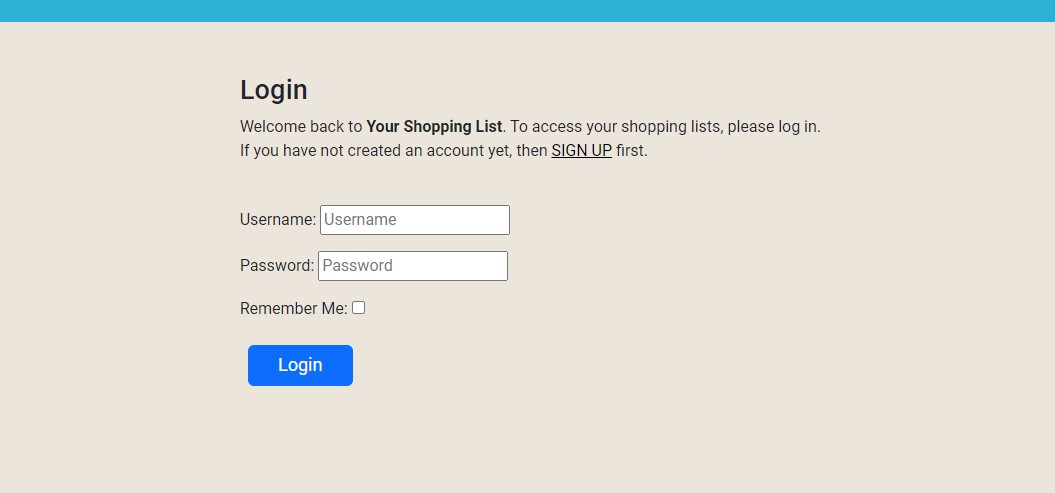 Login
Welcome back to Your Shopping List. To access your shopping lists, please log in.
If you have not created an account yet, then SIGN UP first.
Username: Username
Password: Password
Remember Me:
Login